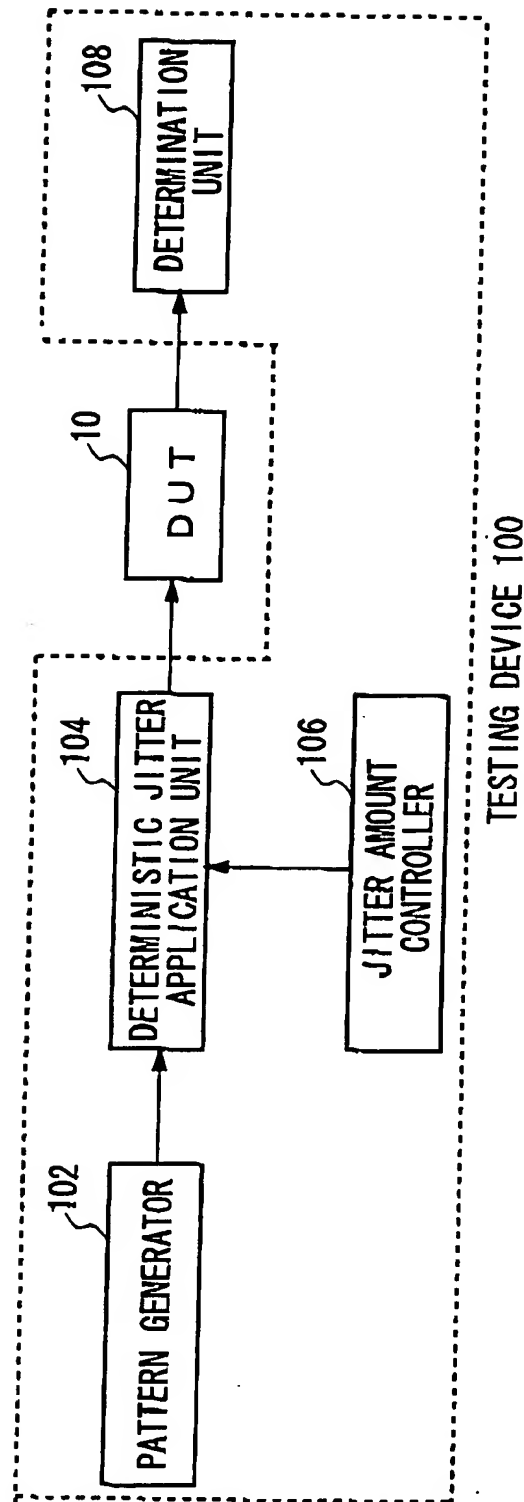 102
PATTERN GENERATOR
104
DETERMINISTIC JITTER
APPLICATION UNIT
106
JITTER AMOUNT
CONTROLLER
10
DUT
108
DETERMINATION
UNIT
TESTING DEVICE 100